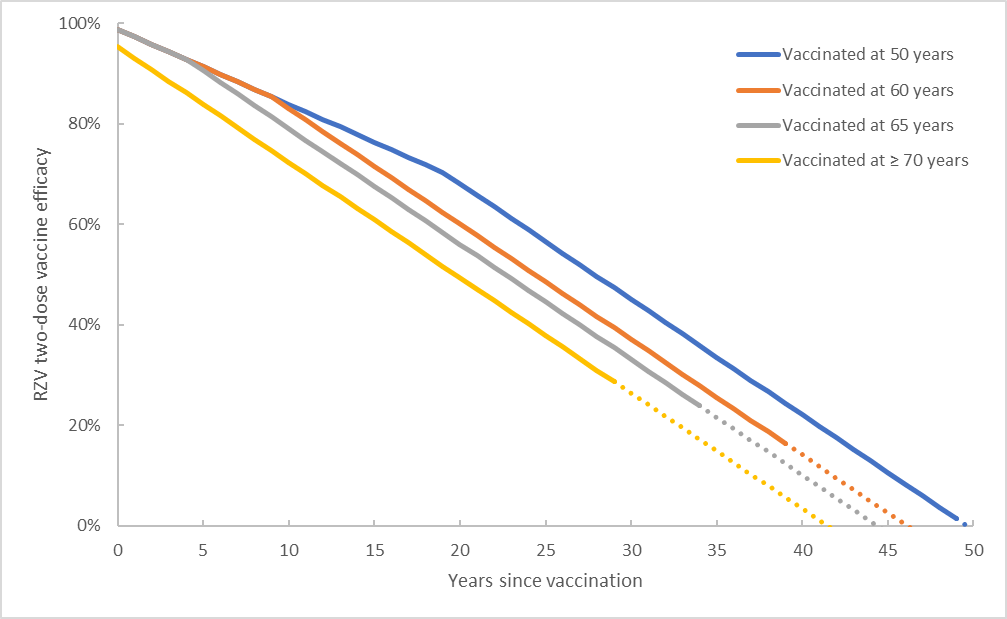 100%
80%
60%
40%
20%
0%
RZV two-dose vaccine efficacy
Vaccinated at 50 years
Vaccinated at 60 years
Vaccinated at 65 years
Vaccinated at ≥ 70 years
0 5 10 15 20 25 30 35 40 45 50
Years since vaccination